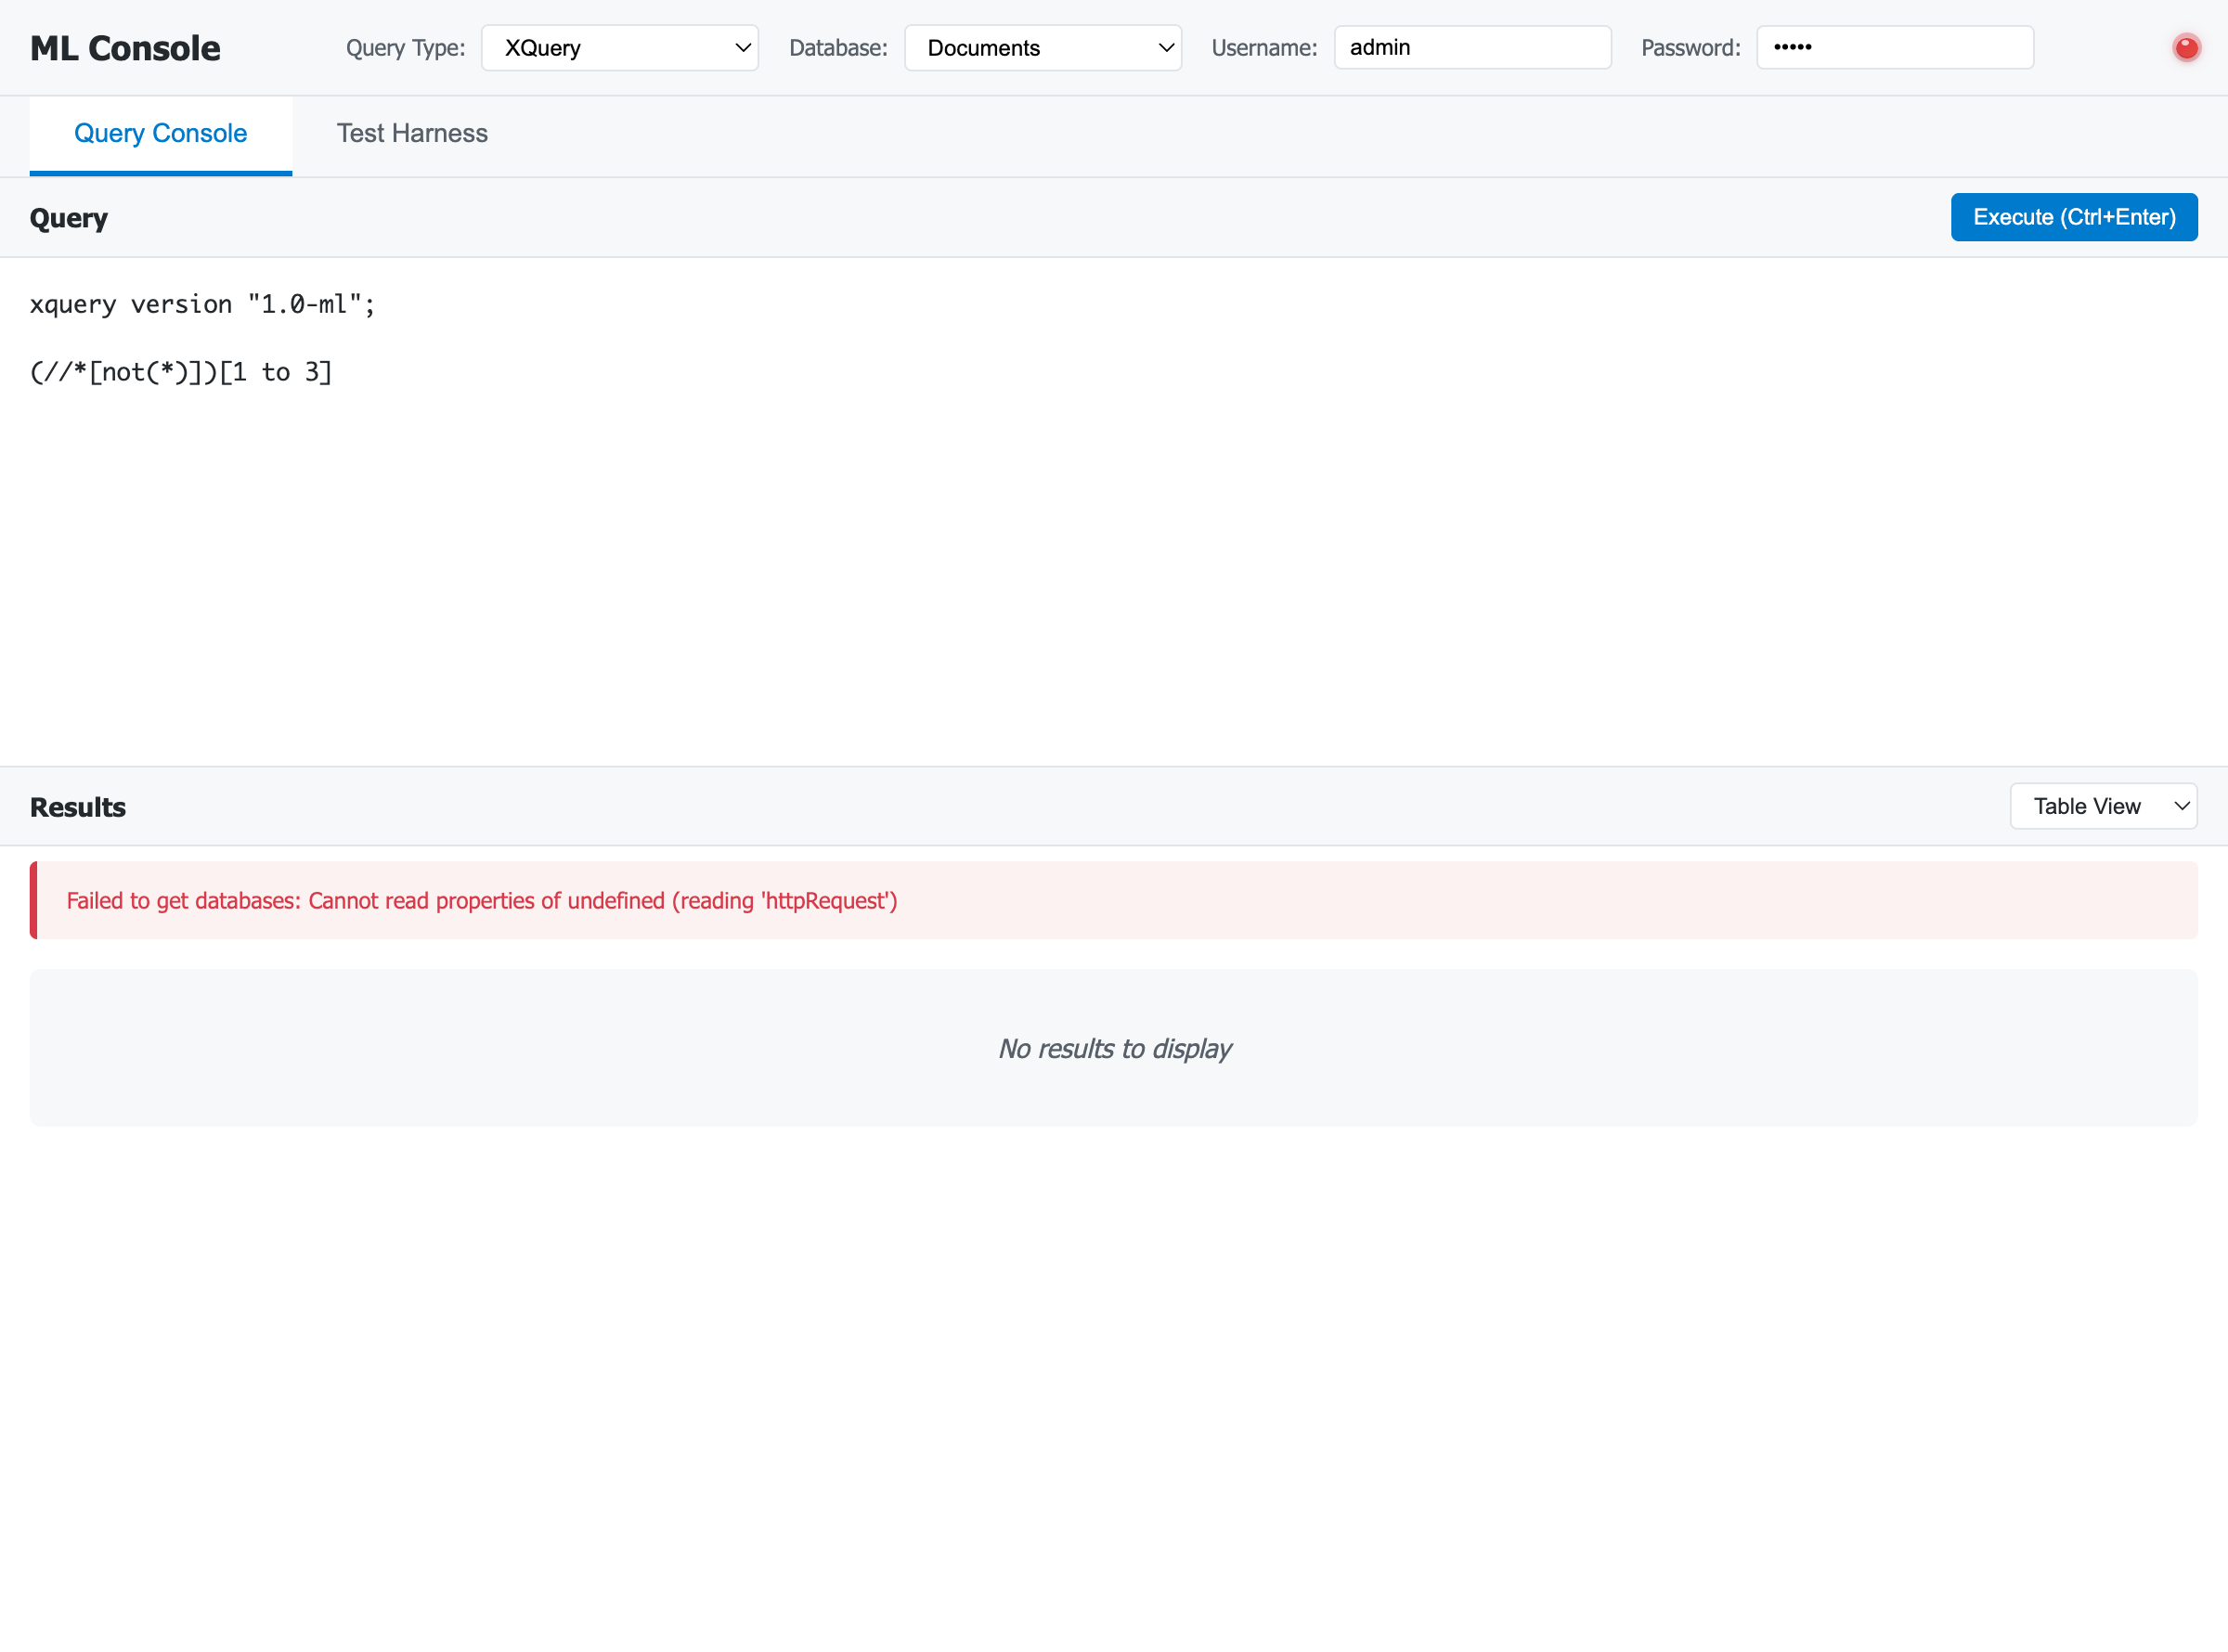 ML Console
Query Type: XQuery Database: Documents Username: admin Password: •••••
Query Console Test Harness
Query Execute (Ctrl+Enter)
xquery version "1.0-ml";
(//*[not(*)])[1 to 3]
Results Table View
Failed to get databases: Cannot read properties of undefined (reading 'httpRequest')
No results to display